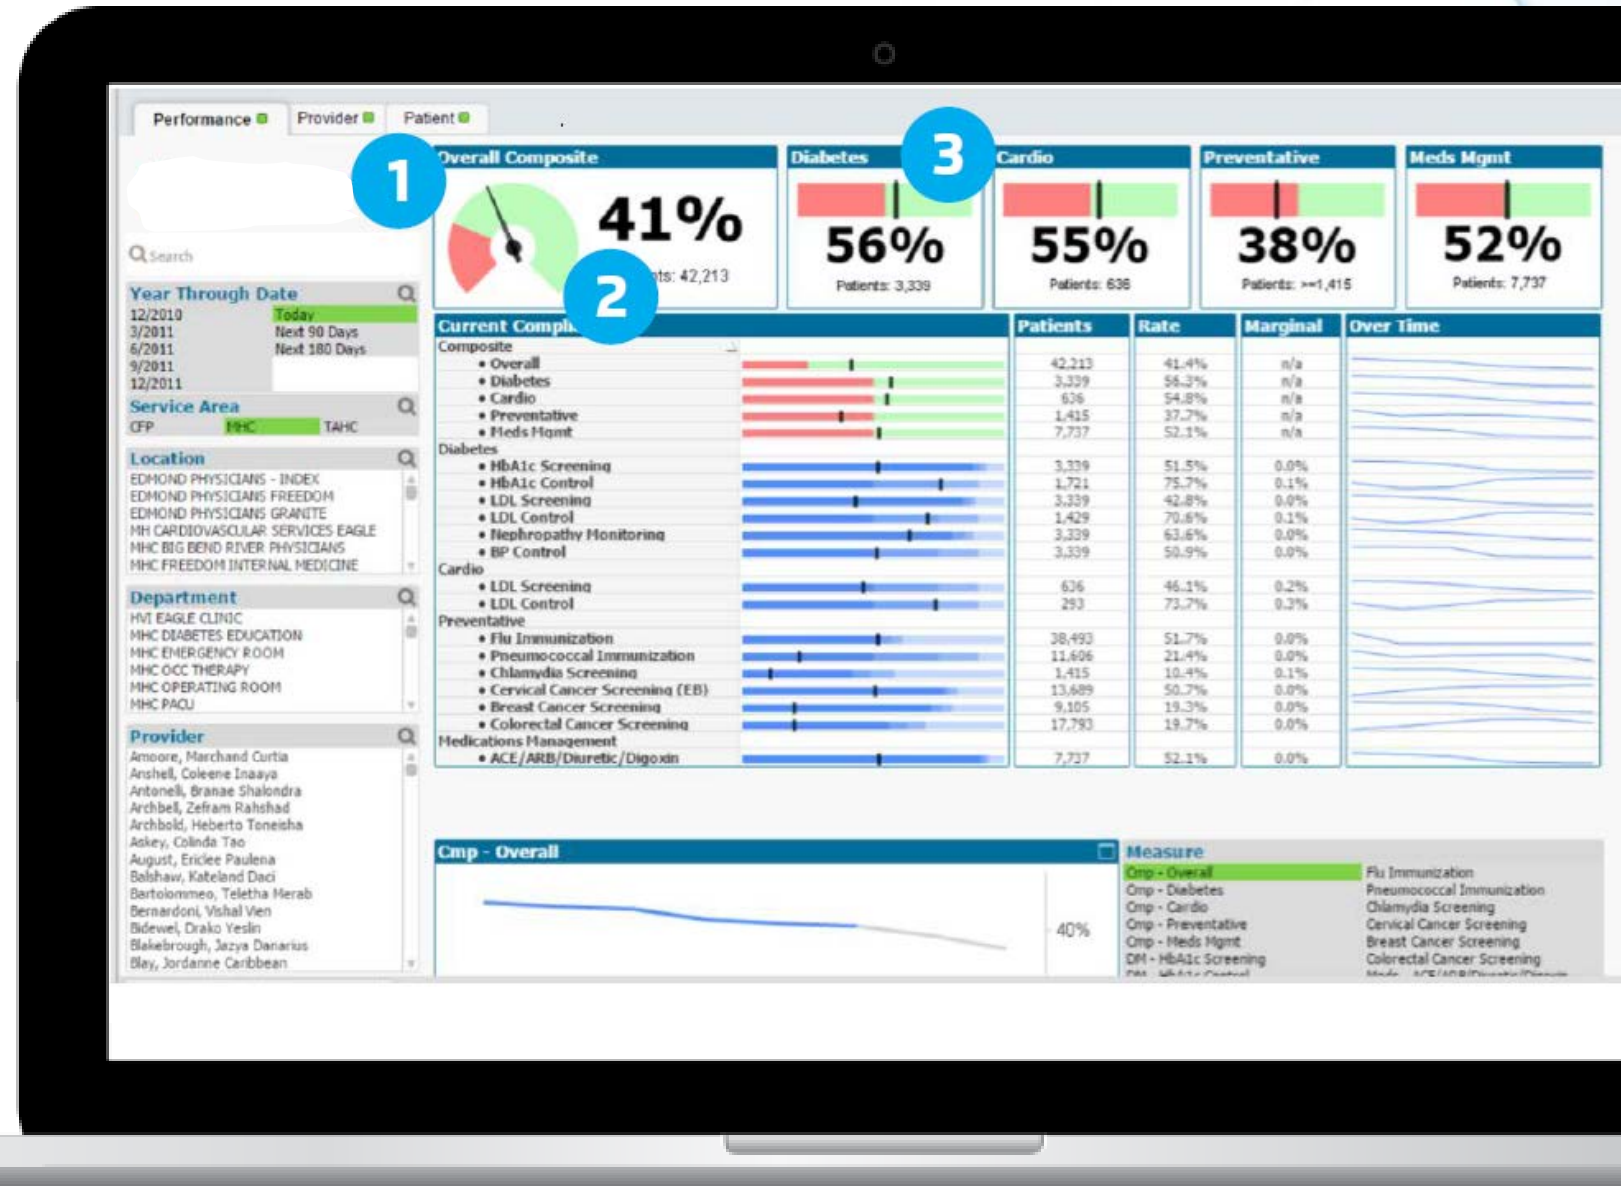 Performance Provider Patient
1
Search
Year Through Date
12/2010 Today
3/2011 Next 90 Days
6/2011 Next 180 Days
9/2011
12/2011
Service Area
CFP MHC TAHC
Location
EDMOND PHYSICIANS - INDEX
EDMOND PHYSICIANS FREEDOM
EDMOND PHYSICIANS GRANITE
MH CARDIOVASCULAR SERVICES EAGLE
MHC BIG BEND RIVER PHYSICIANS
MHC FREEDOM INTERNAL MEDICINE
Department
HVI EAGLE CLINIC
MHC DIABETES EDUCATION
MHC EMERGENCY ROOM
MHC OCC THERAPY
MHC OPERATING ROOM
MHC PACU
Provider
Amoore, Marchand Curtia
Anshell, Coleene Inaaya
Antonelli, Branae Shalondra
Archbell, Zefram Rahshad
Archbold, Heberto Toneisha
Askey, Colinda Tao
August, Ericlee Paulena
Balshaw, Kateland Daci
Bartolommeo, Teletha Merab
Bernardoni, Vishal Vien
Bidewel, Drako Yeslin
Blakebrough, Jazya Danarius
Blay, Jordanne Caribbean
Overall Composite
41%
ts: 42,213
2
Diabetes
56%
Patients: 3,339
3
Cardio
55%
Patients: 636
Preventative
38%
Patients: >=1,415
Meds Mgmt
52%
Patients: 7,737
Current Compli Patients Rate Marginal Over Time
Composite
• Overall 42,213 41.4% n/a
• Diabetes 3,339 56.3% n/a
• Cardio 636 54.8% n/a
• Preventative 1,415 37.7% n/a
• Meds Mgmt 7,737 52.1% n/a
Diabetes
• HbA1c Screening 3,339 51.5% 0.0%
• HbA1c Control 1,721 75.7% 0.1%
• LDL Screening 3,339 42.8% 0.0%
• LDL Control 1,429 70.6% 0.1%
• Nephropathy Monitoring 3,339 63.6% 0.0%
• BP Control 3,339 50.9% 0.0%
Cardio
• LDL Screening 636 46.1% 0.2%
• LDL Control 293 73.7% 0.3%
Preventative
• Flu Immunization 38,493 51.7% 0.0%
• Pneumococcal Immunization 11,606 21.4% 0.0%
• Chlamydia Screening 1,415 10.4% 0.1%
• Cervical Cancer Screening (EB) 13,689 50.7% 0.0%
• Breast Cancer Screening 9,105 19.3% 0.0%
• Colorectal Cancer Screening 17,793 19.7% 0.0%
Medications Management
• ACE/ARB/Diuretic/Digoxin 7,737 52.1% 0.0%
Cmp - Overall
40%
Measure
Cmp - Overall Flu Immunization
Cmp - Diabetes Pneumococcal Immunization
Cmp - Cardio Chlamydia Screening
Cmp - Preventative Cervical Cancer Screening
Cmp - Meds Mgmt Breast Cancer Screening
DM - HbA1c Screening Colorectal Cancer Screening
DM - HbA1c Control Meds - ACE/ARB/Diuretic/Digoxin